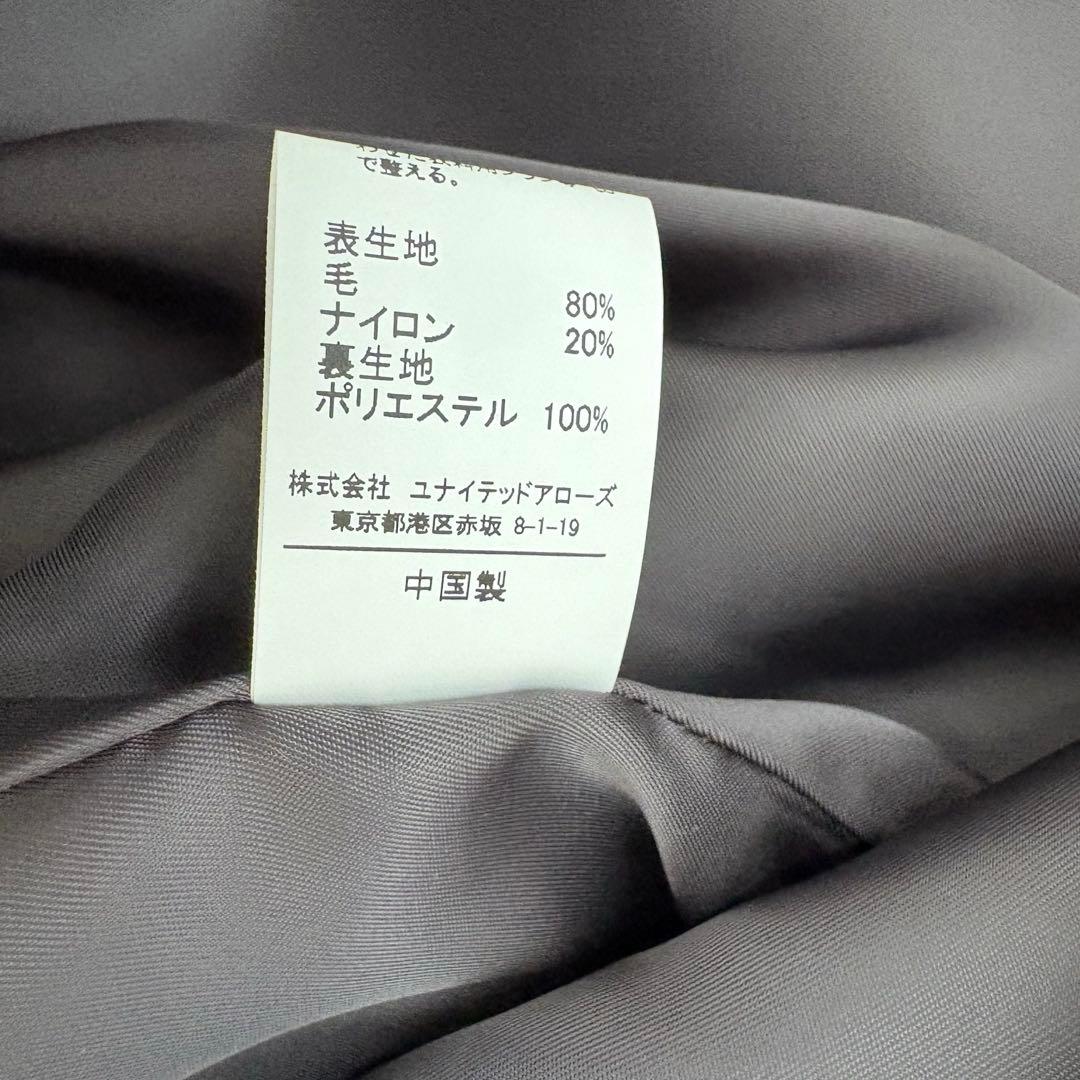 で整える。
表生地
毛 80%
ナイロン 20%
裏生地
ポリエステル 100%
株式会社 ユナイテッドアローズ
東京都港区赤坂 8-1-19
中国製